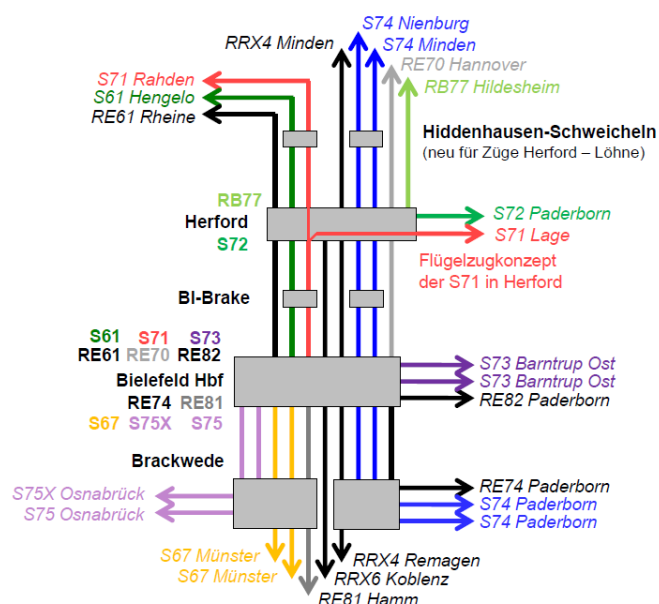 S74 Nienburg
RRX4 Minden
S74 Minden
RE70 Hannover
S71 Rahden
RB77 Hildesheim
S61 Hengelo
RE61 Rheine
Hiddenhausen-Schweicheln
(neu für Züge Herford – Löhne)
RB77
Herford
S72
S72 Paderborn
S71 Lage
Flügelzugkonzept
der S71 in Herford
BI-Brake
S61 S71 S73
RE61 RE70 RE82
Bielefeld Hbf
RE74 RE81
S67 S75X S75
S73 Barntrup Ost
S73 Barntrup Ost
RE82 Paderborn
Brackwede
S75X Osnabrück
S75 Osnabrück
RE74 Paderborn
S74 Paderborn
S74 Paderborn
S67 Münster
S67 Münster
RRX4 Remagen
RRX6 Koblenz
RE81 Hamm